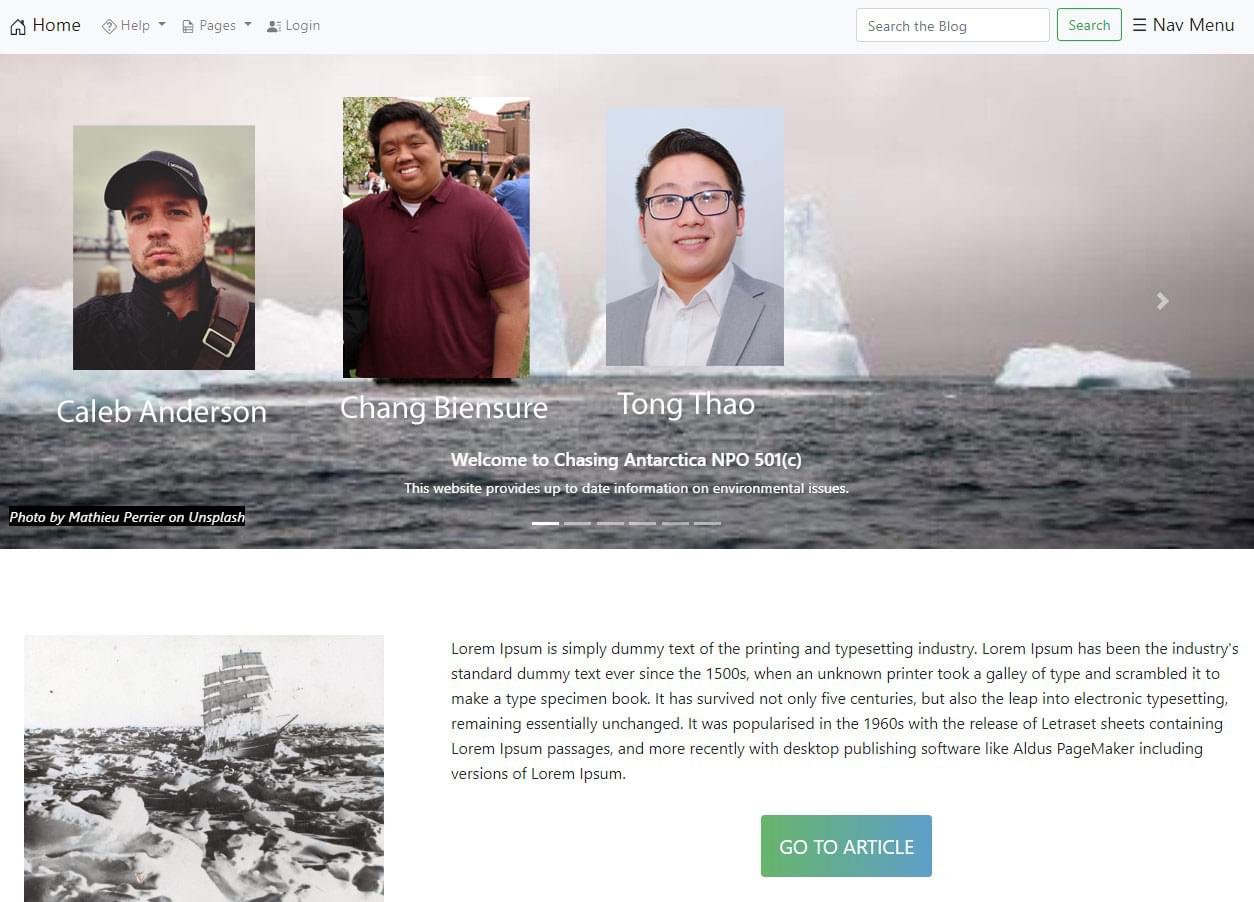 Home Help Pages Login Search the Blog Search ☰ Nav Menu
Caleb Anderson Chang Biensure Tong Thao
Welcome to Chasing Antarctica NPO 501(c)
This website provides up to date information on environmental issues.
Photo by Mathieu Perrier on Unsplash
Lorem Ipsum is simply dummy text of the printing and typesetting industry. Lorem Ipsum has been the industry's
standard dummy text ever since the 1500s, when an unknown printer took a galley of type and scrambled it to
make a type specimen book. It has survived not only five centuries, but also the leap into electronic typesetting,
remaining essentially unchanged. It was popularised in the 1960s with the release of Letraset sheets containing
Lorem Ipsum passages, and more recently with desktop publishing software like Aldus PageMaker including
versions of Lorem Ipsum.
GO TO ARTICLE